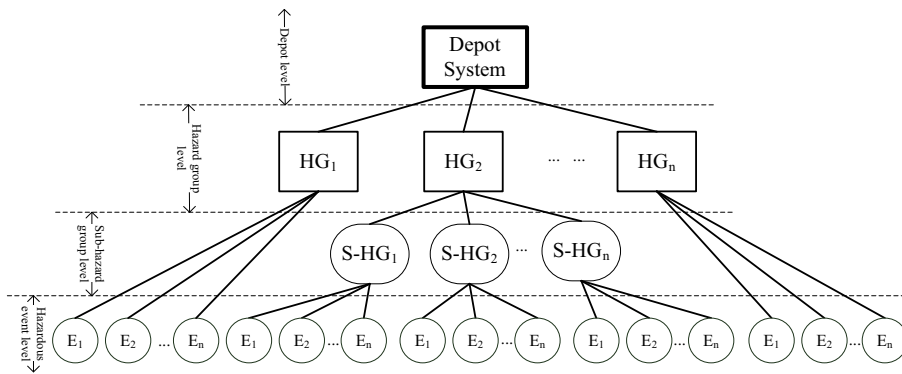 Depot level
Depot
System
Hazard group
level
HG1
HG2
... ...
HGn
Sub-hazard
group level
S-HG1
S-HG2
...
S-HGn
Hazardous
event level
E1
E2
...
En
E1
E2
...
En
E1
E2
...
En
E1
E2
...
En
E1
E2
...
En